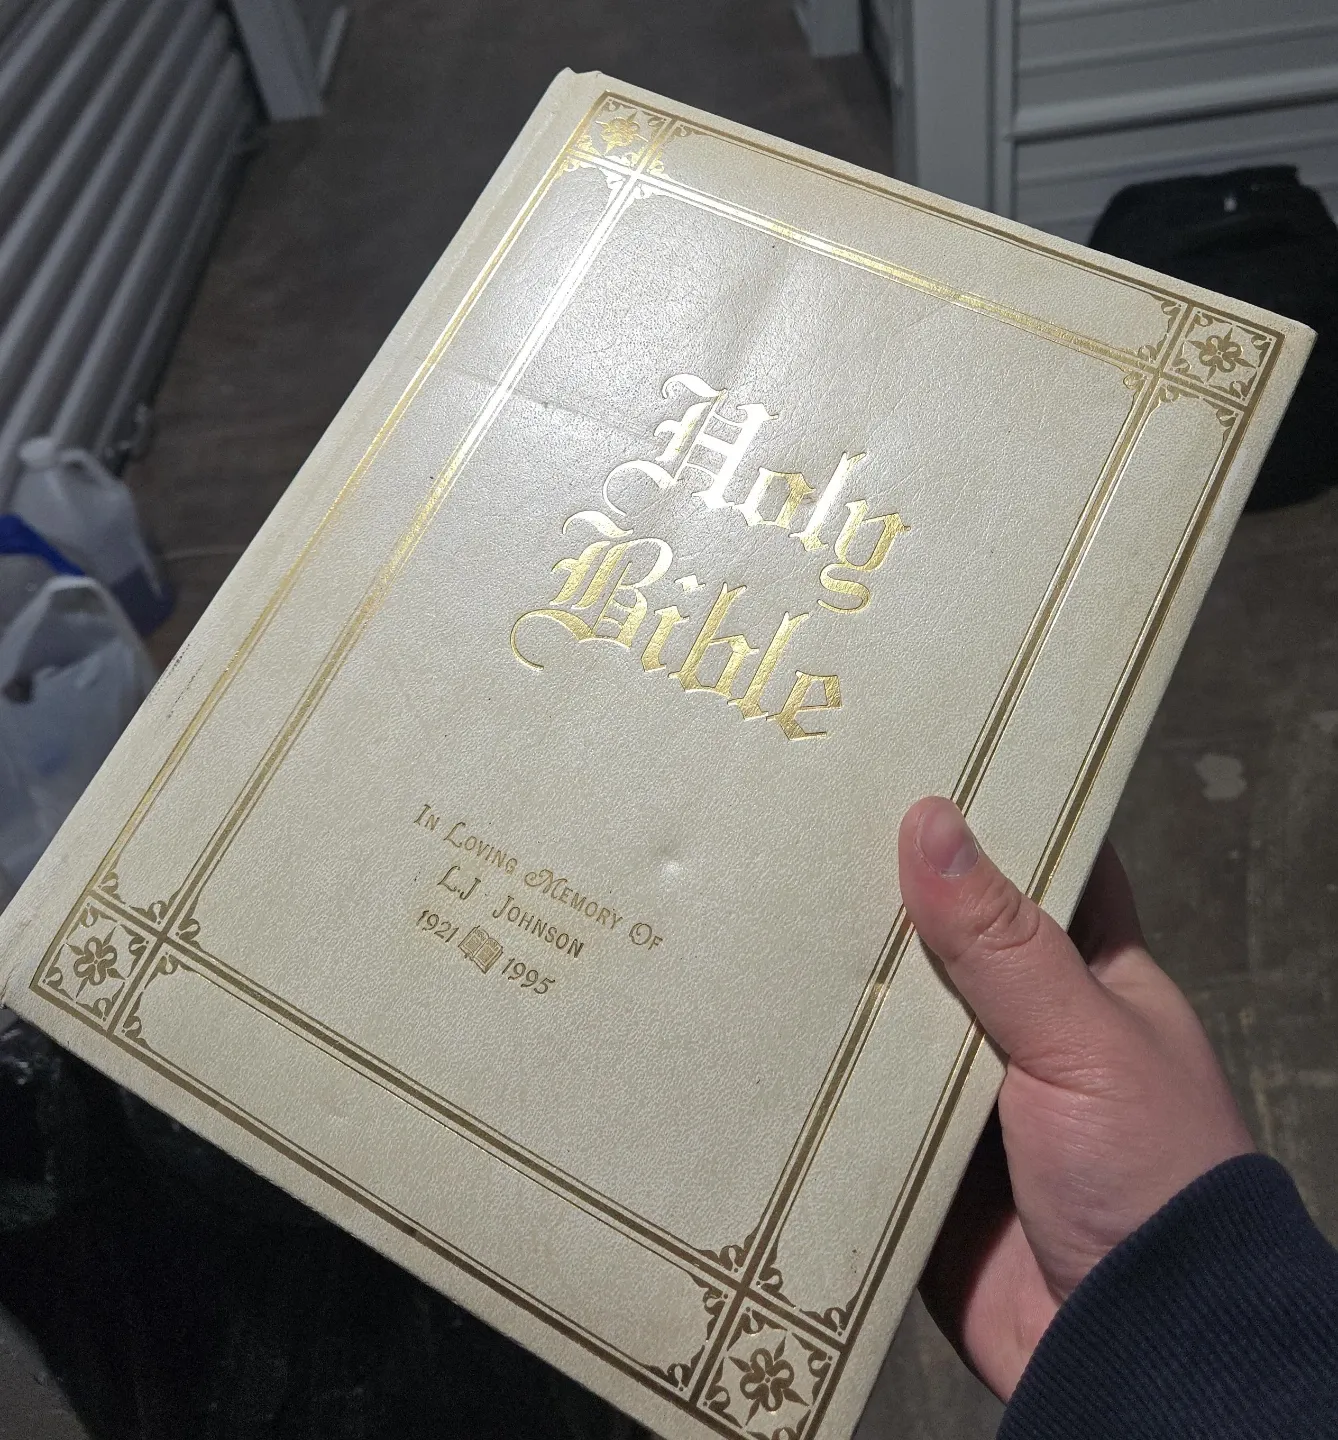 Holy
Bible
In Loving Memory Of
L.J. Johnson
1921 1995